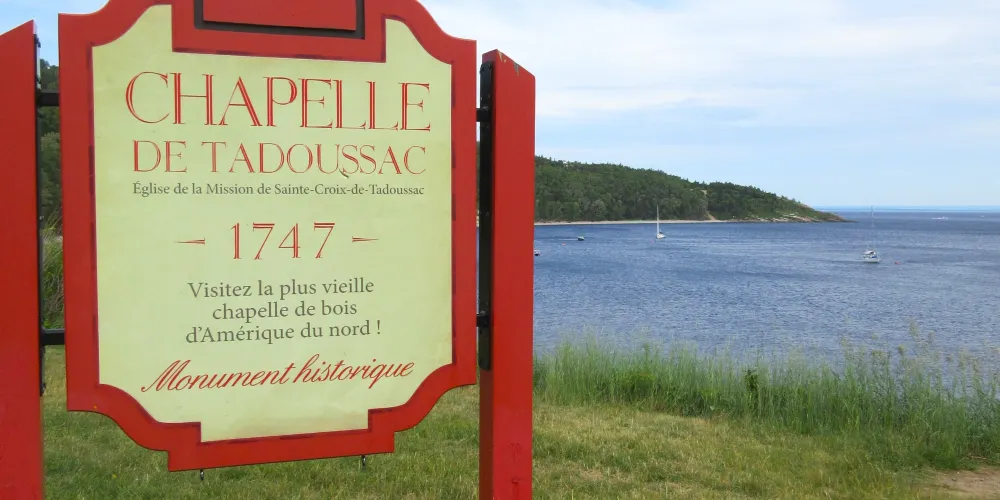 CHAPELLE
DE TADOUSSAC
Église de la Mission de Sainte-Croix-de-Tadoussac
- 1747 -
Visitez la plus vieille
chapelle de bois
d'Amérique du nord !
Monument historique